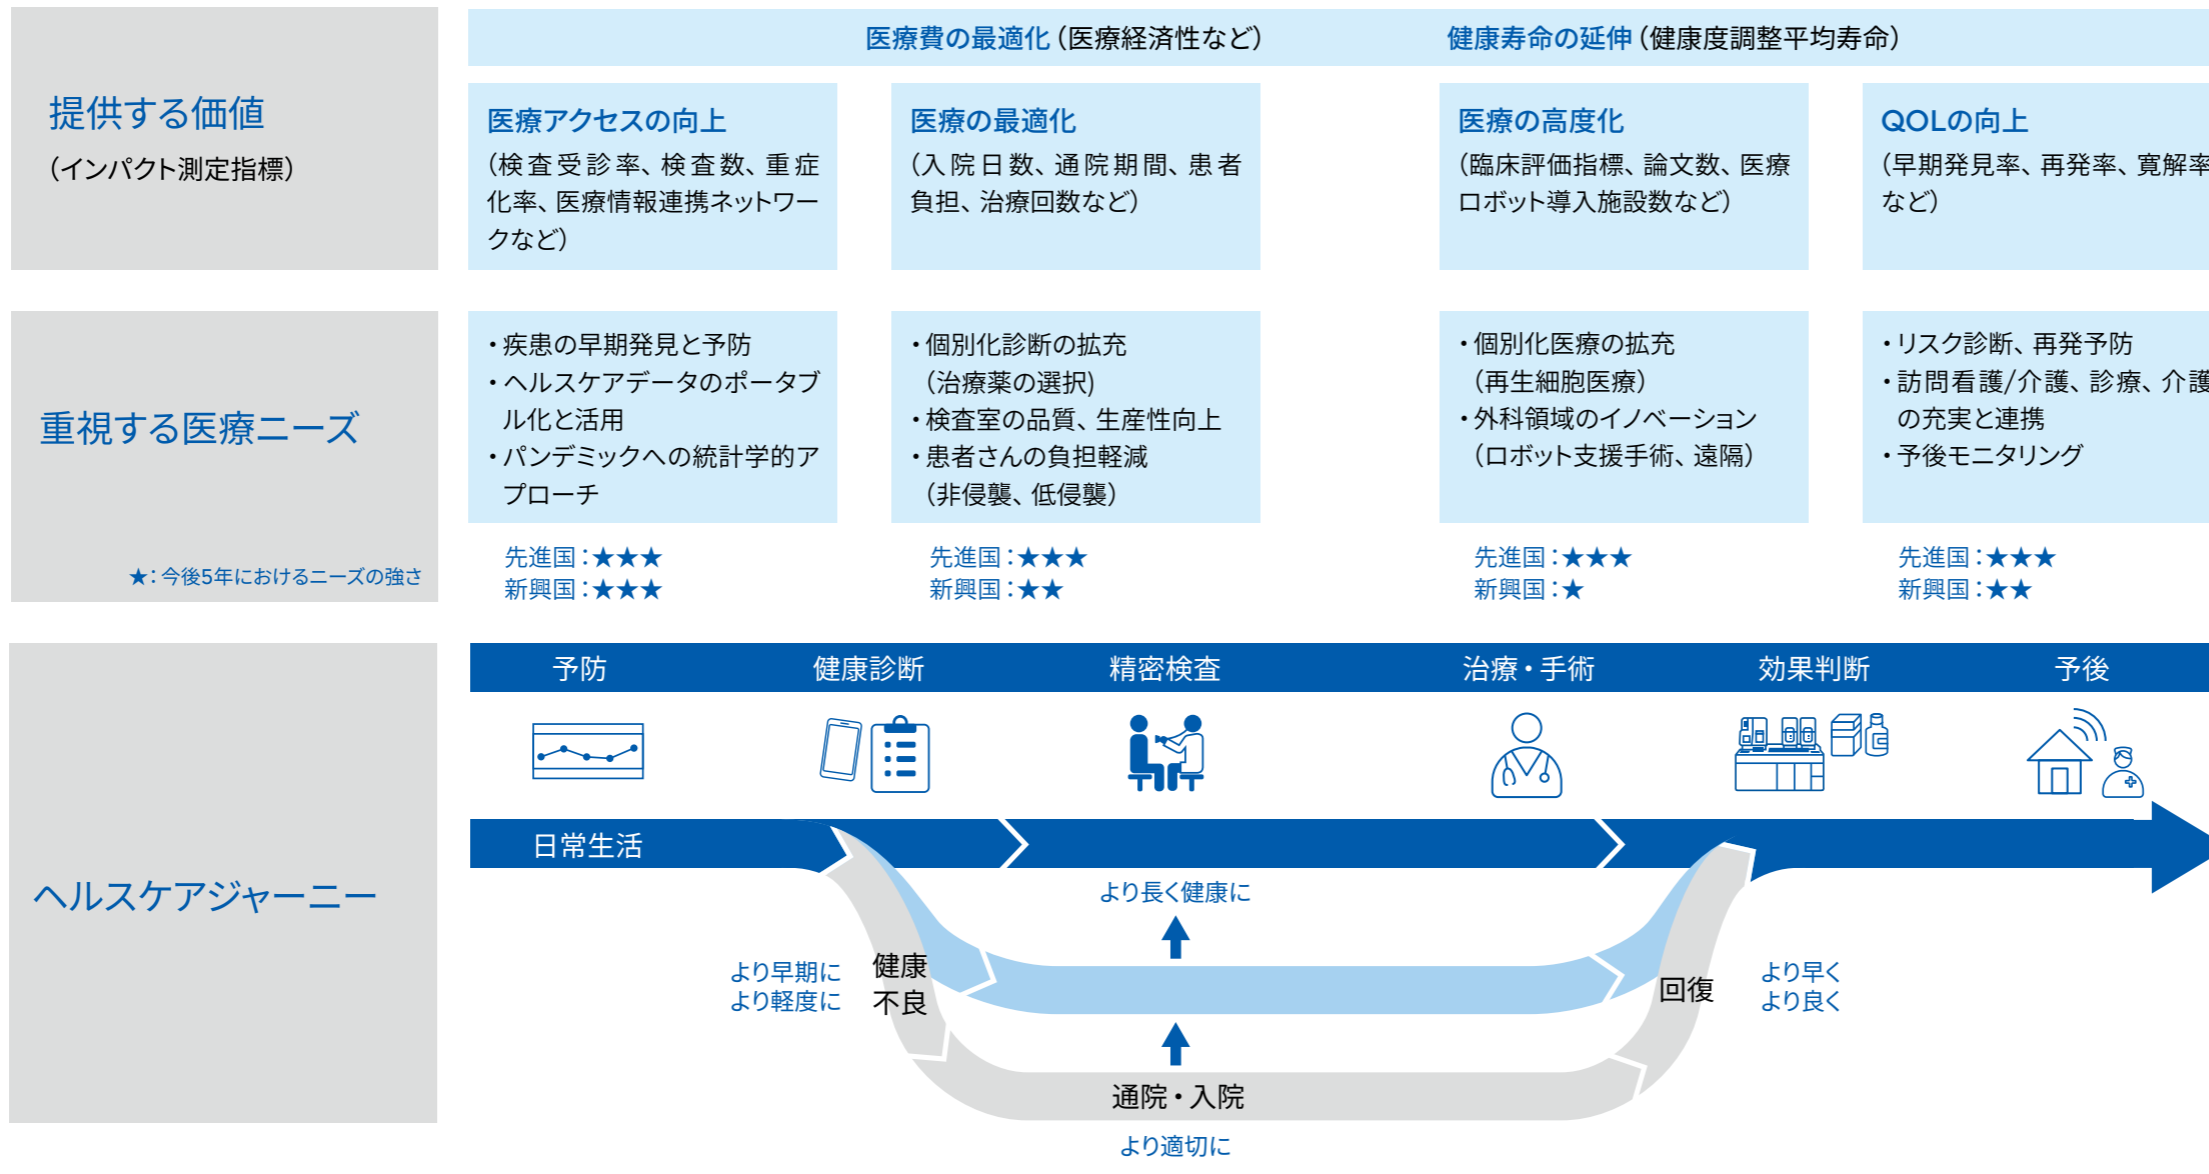 医療費の最適化（医療経済性など）
健康寿命の延伸（健康度調整平均寿命）
提供する価値
（インパクト測定指標）
医療アクセスの向上
（検査受診率、検査数、重症
化率、医療情報連携ネットワー
クなど）
医療の最適化
（入院日数、通院期間、患者
負担、治療回数など）
医療の高度化
（臨床評価指標、論文数、医療
ロボット導入施設数など）
QOLの向上
（早期発見率、再発率、寛解率
など）
重視する医療ニーズ
★：今後5年におけるニーズの強さ
・疾患の早期発見と予防
・ヘルスケアデータのポータブ
ル化と活用
・パンデミックへの統計学的ア
プローチ
先進国：★★★
新興国：★★★
・個別化診断の拡充
（治療薬の選択)
・検査室の品質、生産性向上
・患者さんの負担軽減
（非侵襲、低侵襲）
先進国：★★★
新興国：★★
・個別化医療の拡充
（再生細胞医療）
・外科領域のイノベーション
（ロボット支援手術、遠隔）
先進国：★★★
新興国：★
・リスク診断、再発予防
・訪問看護/介護、診療、介護
の充実と連携
・予後モニタリング
先進国：★★★
新興国：★★
ヘルスケアジャーニー
予防
健康診断
精密検査
治療・手術
効果判断
予後
日常生活
より長く健康に
より早期に
より軽度に
健康
不良
回復
より早く
より良く
通院・入院
より適切に